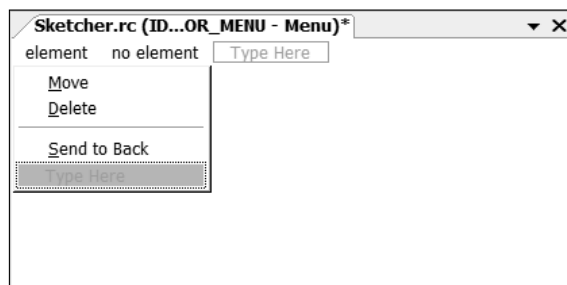 Sketcher.rc (ID...OR_MENU - Menu)*
element no element Type Here
Move
Delete
Send to Back
Type Here